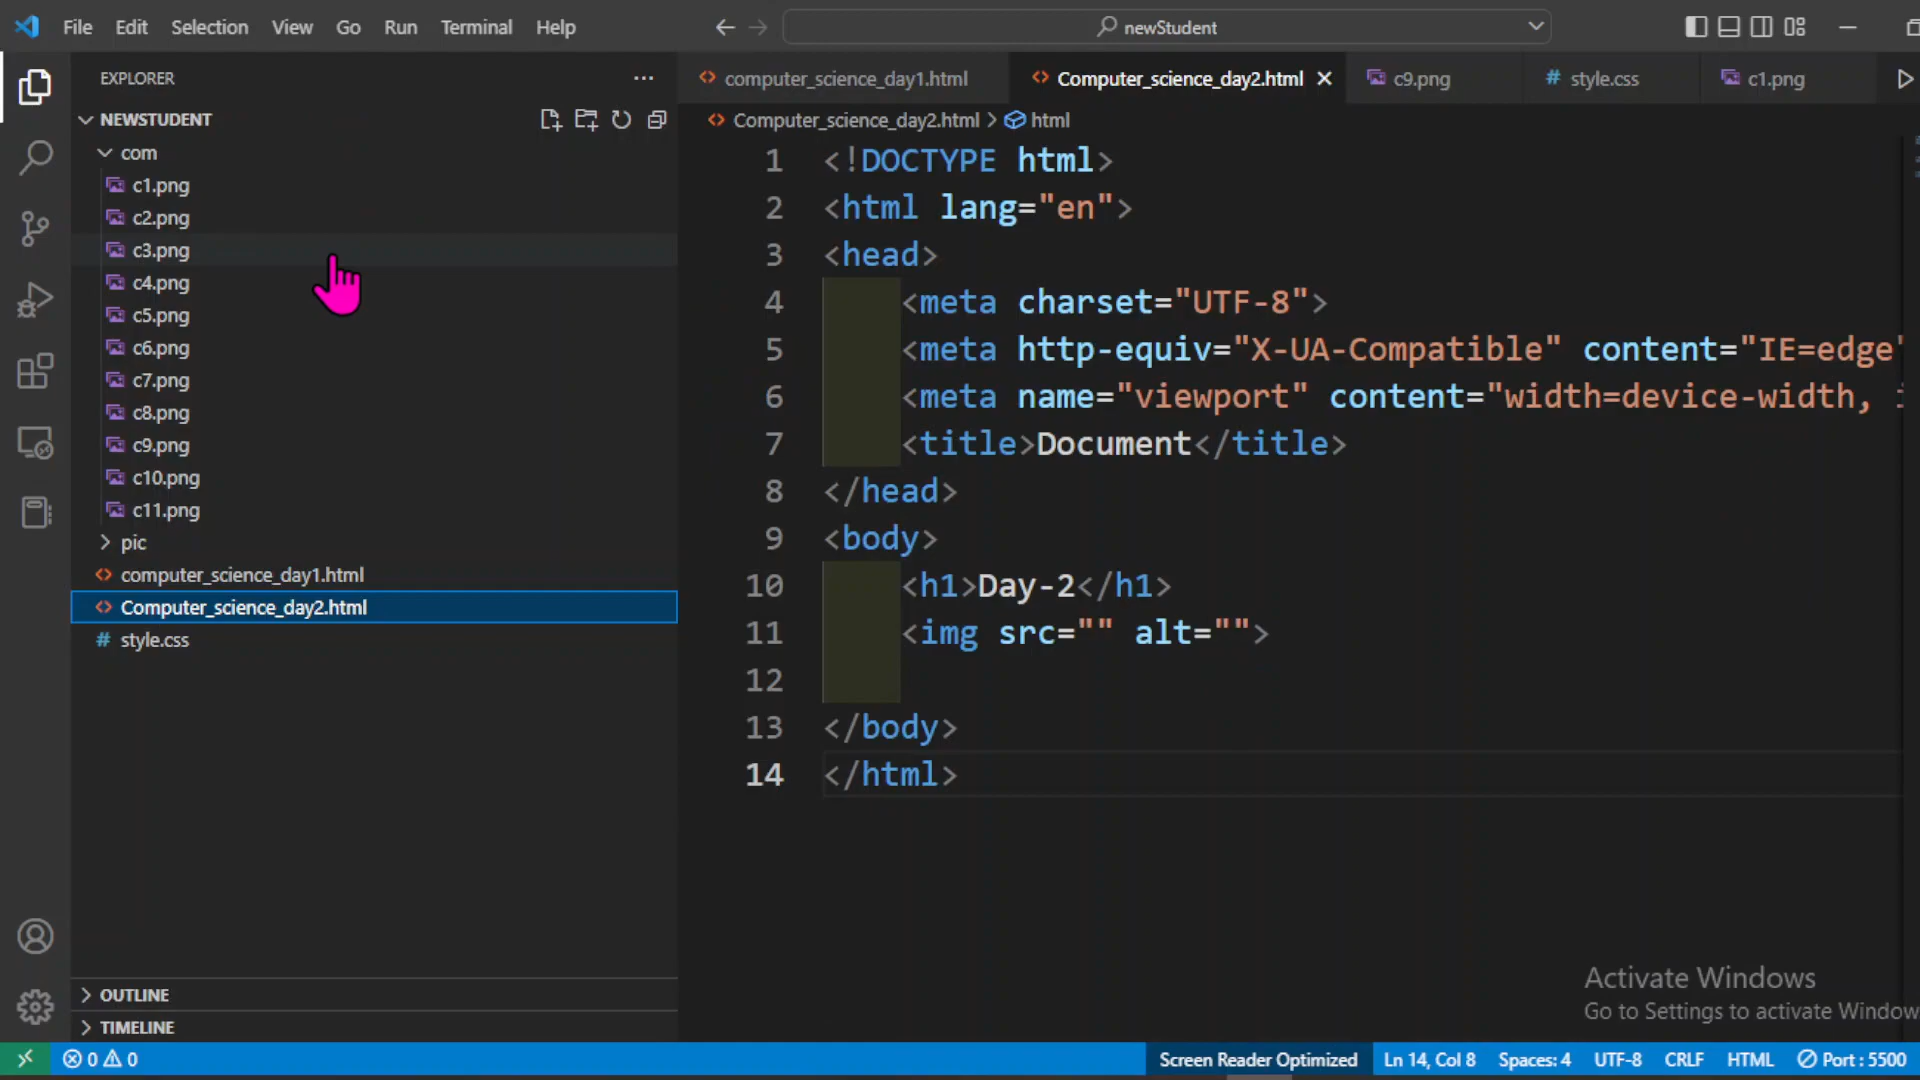 File Edit Selection View Go Run Terminal Help
newStudent
EXPLORER
NEWSTUDENT
com
c1.png
c2.png
c3.png
c4.png
c5.png
c6.png
c7.png
c8.png
c9.png
c10.png
c11.png
pic
computer_science_day1.html
Computer_science_day2.html
# style.css
OUTLINE
TIMELINE
computer_science_day1.html Computer_science_day2.html c9.png # style.css c1.png
Computer_science_day2.html > html
1 <!DOCTYPE html>
2 <html lang="en">
3 <head>
4 <meta charset="UTF-8">
5 <meta http-equiv="X-UA-Compatible" content="IE=edge"
6 <meta name="viewport" content="width=device-width, i
7 <title>Document</title>
8 </head>
9 <body>
10 <h1>Day-2</h1>
11 <img src="" alt="">
12
13 </body>
14 </html>
Activate Windows
Go to Settings to activate Window
0 0 Screen Reader Optimized Ln 14, Col 8 Spaces: 4 UTF-8 CRLF HTML Port : 5500